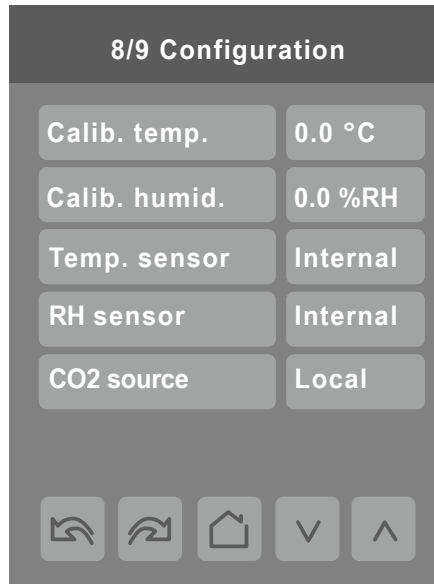 8/9 Configuration
Calib. temp. 0.0 °C
Calib. humid. 0.0 %RH
Temp. sensor Internal
RH sensor Internal
CO2 source Local